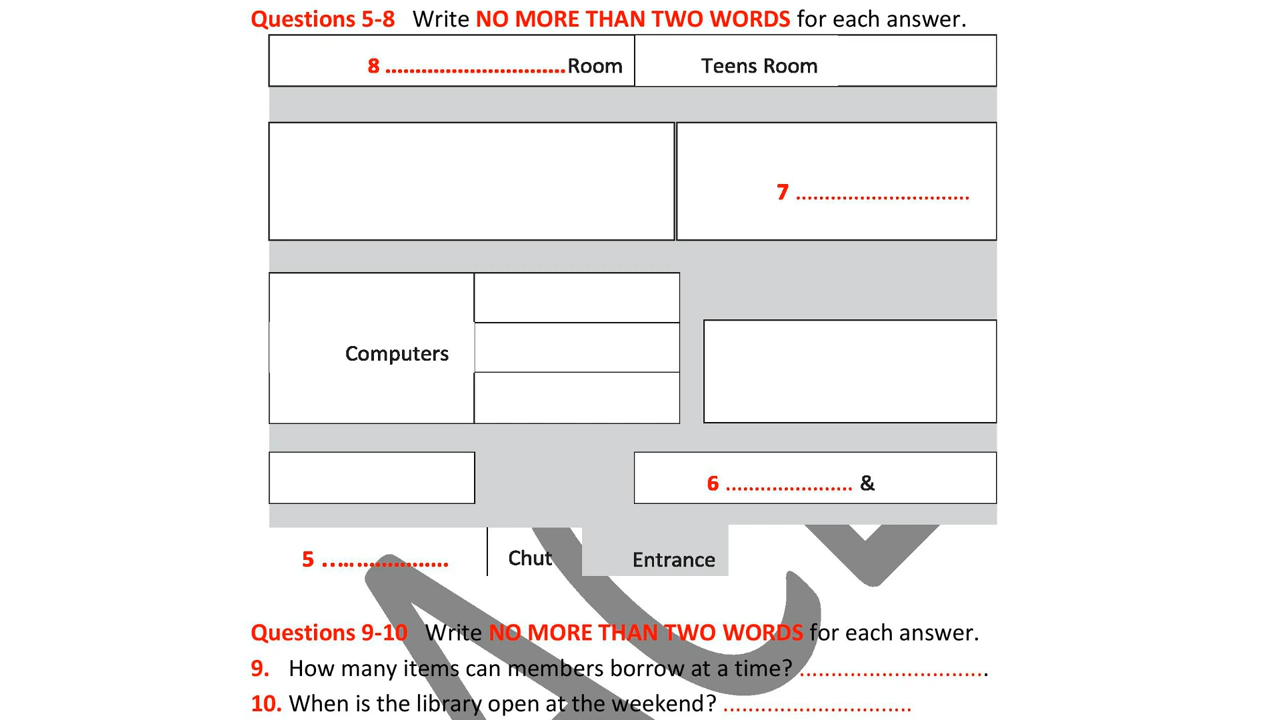 Questions 5-8 Write NO MORE THAN TWO WORDS for each answer.
8 ..............................Room Teens Room
7 .............................
Computers
6 ..................... &
5 ...................... Chut Entrance
Questions 9-10 Write NO MORE THAN TWO WORDS for each answer.
9. How many items can members borrow at a time? ................................
10. When is the library open at the weekend? ................................